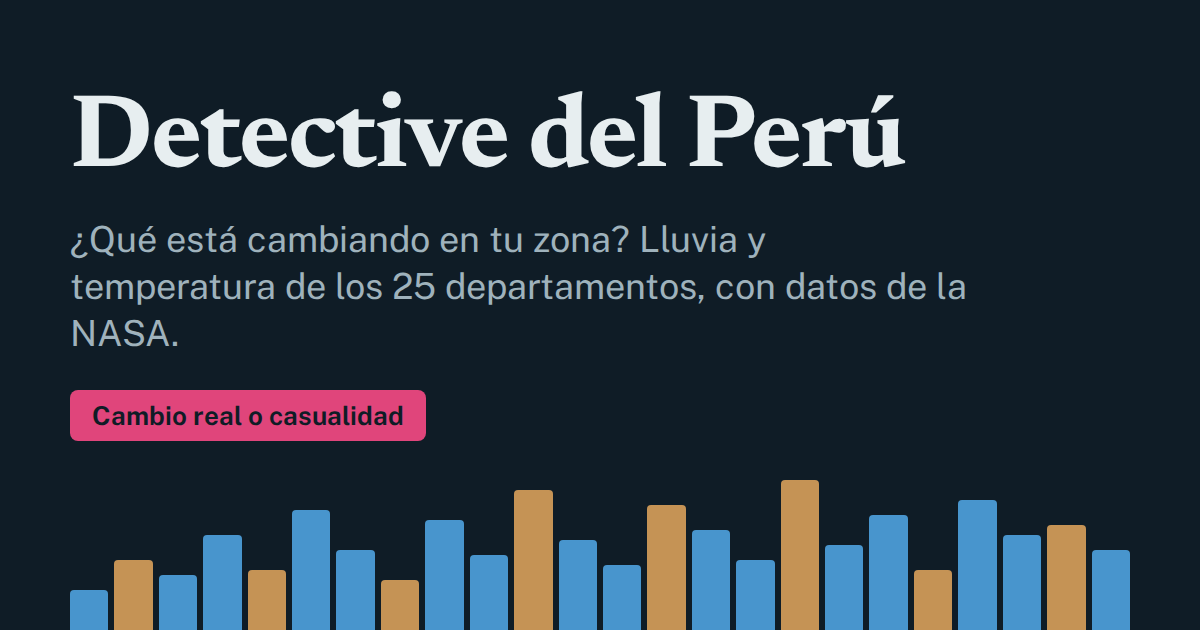 Detective del Perú
¿Qué está cambiando en tu zona? Lluvia y
temperatura de los 25 departamentos, con datos de la
NASA.
Cambio real o casualidad